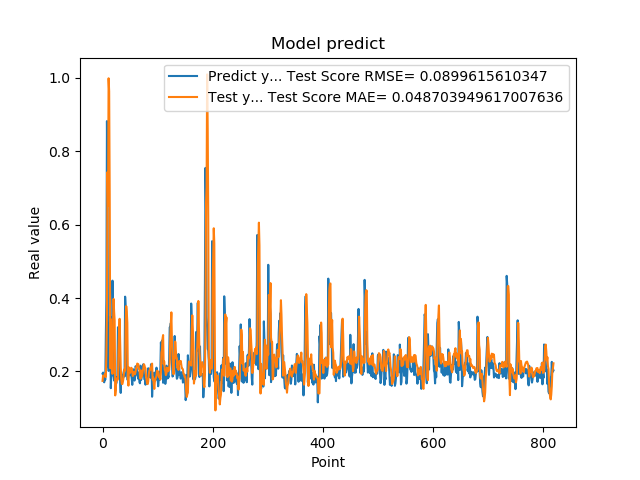 Model predict
Predict y... Test Score RMSE= 0.0899615610347
Test y... Test Score MAE= 0.048703949617007636
1.0
0.8
0.6
0.4
0.2
Real value
0 200 400 600 800
Point